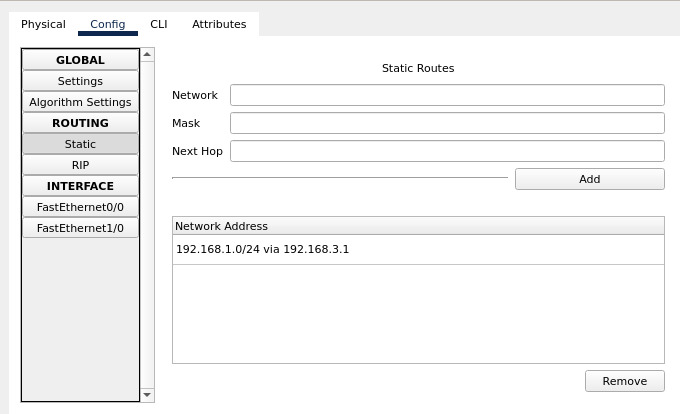 Physical Config CLI Attributes
GLOBAL
Settings
Algorithm Settings
ROUTING
Static
RIP
INTERFACE
FastEthernet0/0
FastEthernet1/0
Static Routes
Network
Mask
Next Hop
Add
Network Address
192.168.1.0/24 via 192.168.3.1
Remove